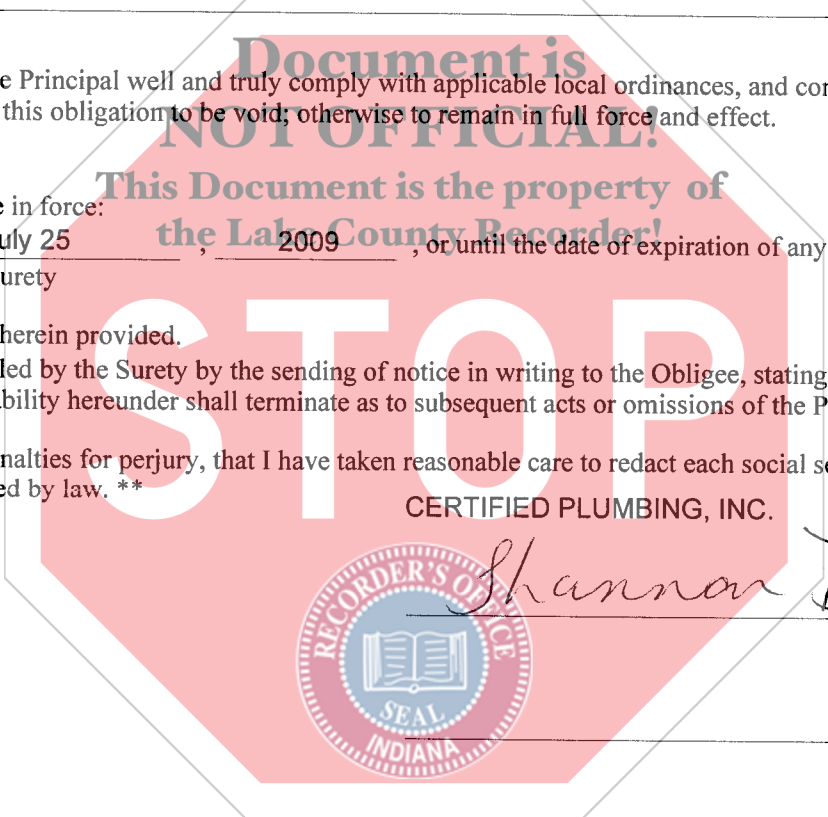 Document is
e Principal well and truly comply with applicable local ordinances, and con
NOT OFFICIAL!
this obligation to be void; otherwise to remain in full force and effect.
This Document is the property of
e in force:
the Lake County Recorder!
uly 25 , 2009 , or until the date of expiration of any
urety
STOP
herein provided.
led by the Surety by the sending of notice in writing to the Obligee, stating
bility hereunder shall terminate as to subsequent acts or omissions of the P
nalties for perjury, that I have taken reasonable care to redact each social se
ed by law. **
CERTIFIED PLUMBING, INC.
Shannon
RECORDER'S OFFICE
SEAL
INDIANA